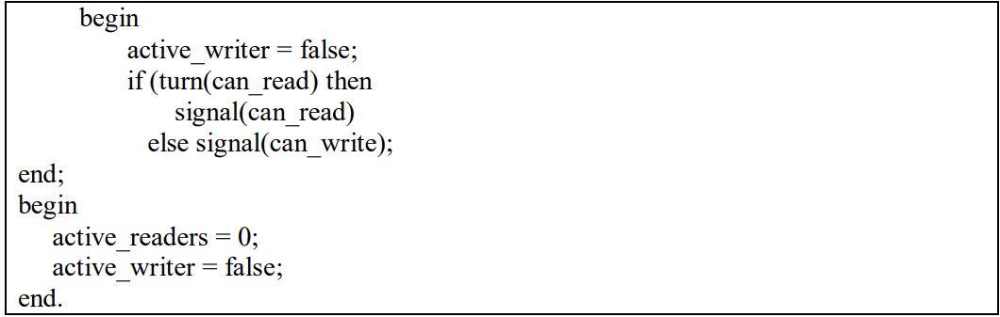 begin
active_writer = false;
if (turn(can_read) then
signal(can_read)
else signal(can_write);
end;
begin
active_readers = 0;
active_writer = false;
end.